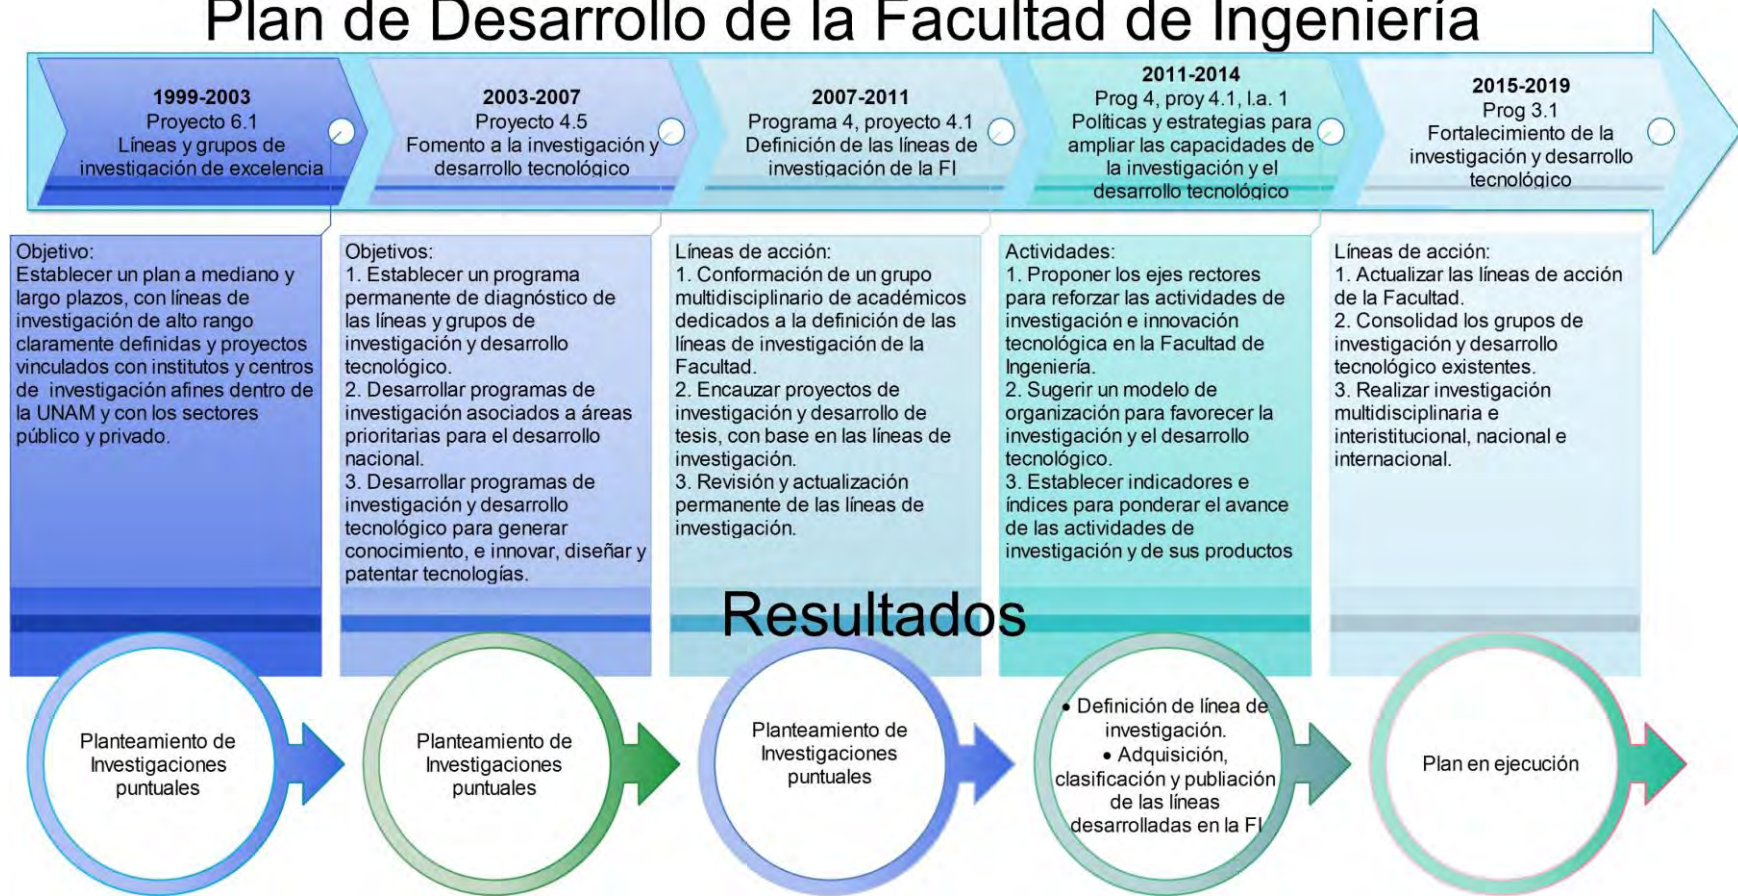 Plan de Desarrollo de la Facultad de Ingeniería
1999-2003
Proyecto 6.1
Líneas y grupos de
investigación de excelencia
2003-2007
Proyecto 4.5
Fomento a la investigación y
desarrollo tecnológico
2007-2011
Programa 4, proyecto 4.1
Definición de las líneas de
investigación de la FI
2011-2014
Prog 4, proy 4.1, l.a. 1
Políticas y estrategias para
ampliar las capacidades de
la investigación y el
desarrollo tecnológico
2015-2019
Prog 3.1
Fortalecimiento de la
investigación y desarrollo
tecnológico
Objetivo:
Establecer un plan a mediano y
largo plazos, con líneas de
investigación de alto rango
claramente definidas y proyectos
vinculados con institutos y centros
de investigación afines dentro de
la UNAM y con los sectores
público y privado.
Objetivos:
1. Establecer un programa
permanente de diagnóstico de
las líneas y grupos de
investigación y desarrollo
tecnológico.
2. Desarrollar programas de
investigación asociados a áreas
prioritarias para el desarrollo
nacional.
3. Desarrollar programas de
investigación y desarrollo
tecnológico para generar
conocimiento, e innovar, diseñar y
patentar tecnologías.
Líneas de acción:
1. Conformación de un grupo
multidisciplinario de académicos
dedicados a la definición de las
líneas de investigación de la
Facultad.
2. Encauzar proyectos de
investigación y desarrollo de
tesis, con base en las líneas de
investigación.
3. Revisión y actualización
permanente de las líneas de
investigación.
Actividades:
1. Proponer los ejes rectores
para reforzar las actividades de
investigación e innovación
tecnológica en la Facultad de
Ingeniería.
2. Sugerir un modelo de
organización para favorecer la
investigación y el desarrollo
tecnológico.
3. Establecer indicadores e
índices para ponderar el avance
de las actividades de
investigación y de sus productos
Líneas de acción:
1. Actualizar las líneas de acción
de la Facultad.
2. Consolidad los grupos de
investigación y desarrollo
tecnológico existentes.
3. Realizar investigación
multidisciplinaria e
interistitucional, nacional e
internacional.
Resultados
Planteamiento de
Investigaciones
puntuales
Planteamiento de
Investigaciones
puntuales
Planteamiento de
Investigaciones
puntuales
• Definición de línea de
investigación.
• Adquisición,
clasificación y publiación
de las líneas
desarrolladas en la FI
Plan en ejecución